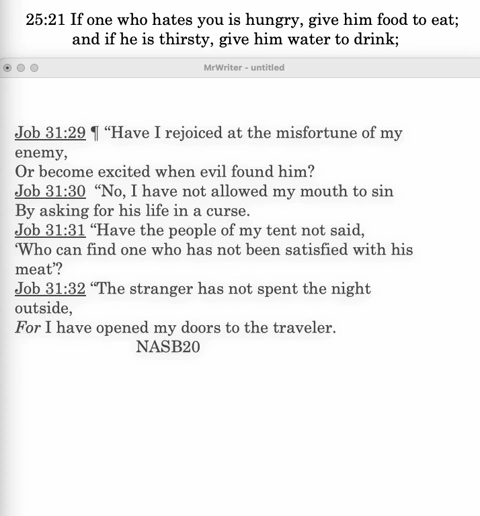 25:21 If one who hates you is hungry, give him food to eat;
and if he is thirsty, give him water to drink;
MrWriter - untitled
Job 31:29 ¶ “Have I rejoiced at the misfortune of my
enemy,
Or become excited when evil found him?
Job 31:30 “No, I have not allowed my mouth to sin
By asking for his life in a curse.
Job 31:31 “Have the people of my tent not said,
‘Who can find one who has not been satisfied with his
meat’?
Job 31:32 “The stranger has not spent the night
outside,
For I have opened my doors to the traveler.
NASB20